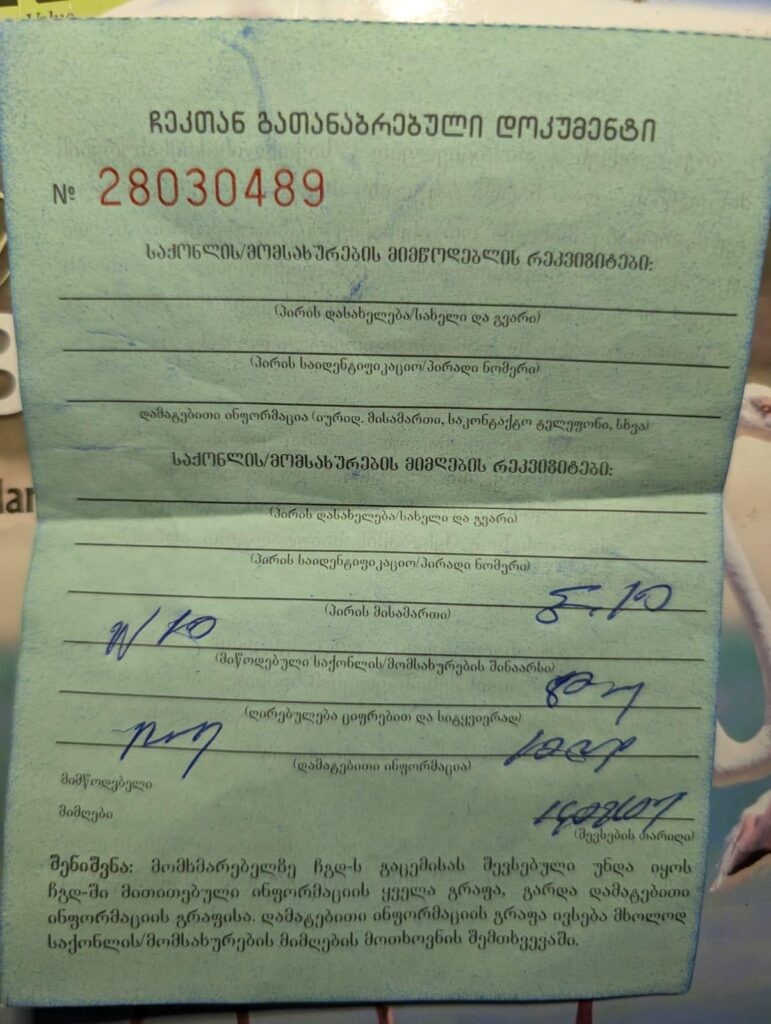 ჩეკთან გათანაბრებული დოკუმენტი
№ 28030489
საქონლის/მომსახურების მიმწოდებლის რეკვიზიტები:
(პირის დასახელება/სახელი და გვარი)
(პირის საიდენტიფიკაციო/პირადი ნომერი)
დამატებითი ინფორმაცია (იურიდ. მისამართი, საკონტაქტო ტელეფონი, სხვა)
საქონლის/მომსახურების მიმღების რეკვიზიტები:
(პირის დასახელება/სახელი და გვარი)
(პირის საიდენტიფიკაციო/პირადი ნომერი)
(პირის მისამართი)
(მიწოდებული საქონლის/მომსახურების შინაარსი)
(ღირებულება ციფრებით და სიტყვიერად)
(დამატებითი ინფორმაცია)
მიმწოდებელი
მიმღები
(შევსების თარიღი)
შენიშვნა: მომხმარებელზე ჩგდ-ს გაცემისას შევსებული უნდა იყოს
ჩგდ-ში მითითებული ინფორმაციის ყველა გრაფა, გარდა დამატებითი
ინფორმაციის გრაფისა. დამატებითი ინფორმაციის გრაფა ივსება მხოლოდ
საქონლის/მომსახურების მიმღების მოთხოვნის შემთხვევაში.